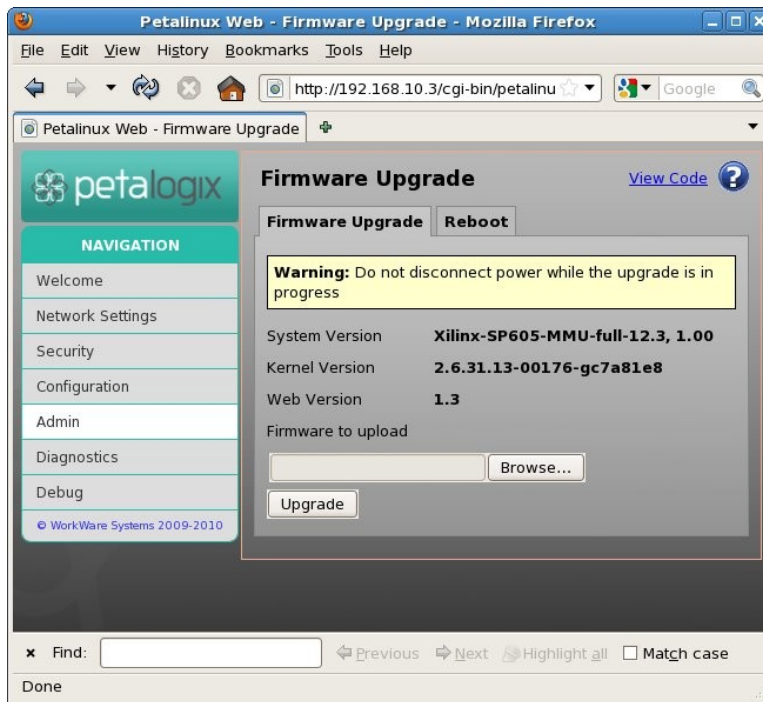 Petalinux Web - Firmware Upgrade - Mozilla Firefox
File Edit View History Bookmarks Tools Help
http://192.168.10.3/cgi-bin/petalinu
Google
Petalinux Web - Firmware Upgrade
petalogix
NAVIGATION
Welcome
Network Settings
Security
Configuration
Admin
Diagnostics
Debug
© WorkWare Systems 2009-2010
Firmware Upgrade
View Code ?
Firmware Upgrade Reboot
Warning: Do not disconnect power while the upgrade is in
progress
System Version Xilinx-SP605-MMU-full-12.3, 1.00
Kernel Version 2.6.31.13-00176-gc7a81e8
Web Version 1.3
Firmware to upload
Browse...
Upgrade
× Find: Previous Next Highlight all Match case
Done